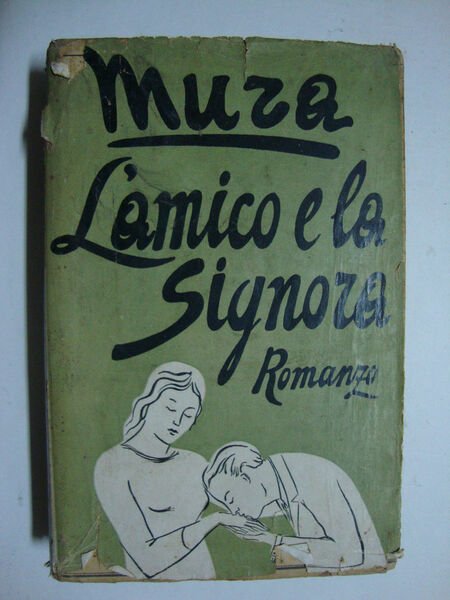 Mura
L'amico e la
Signora
Romanzo